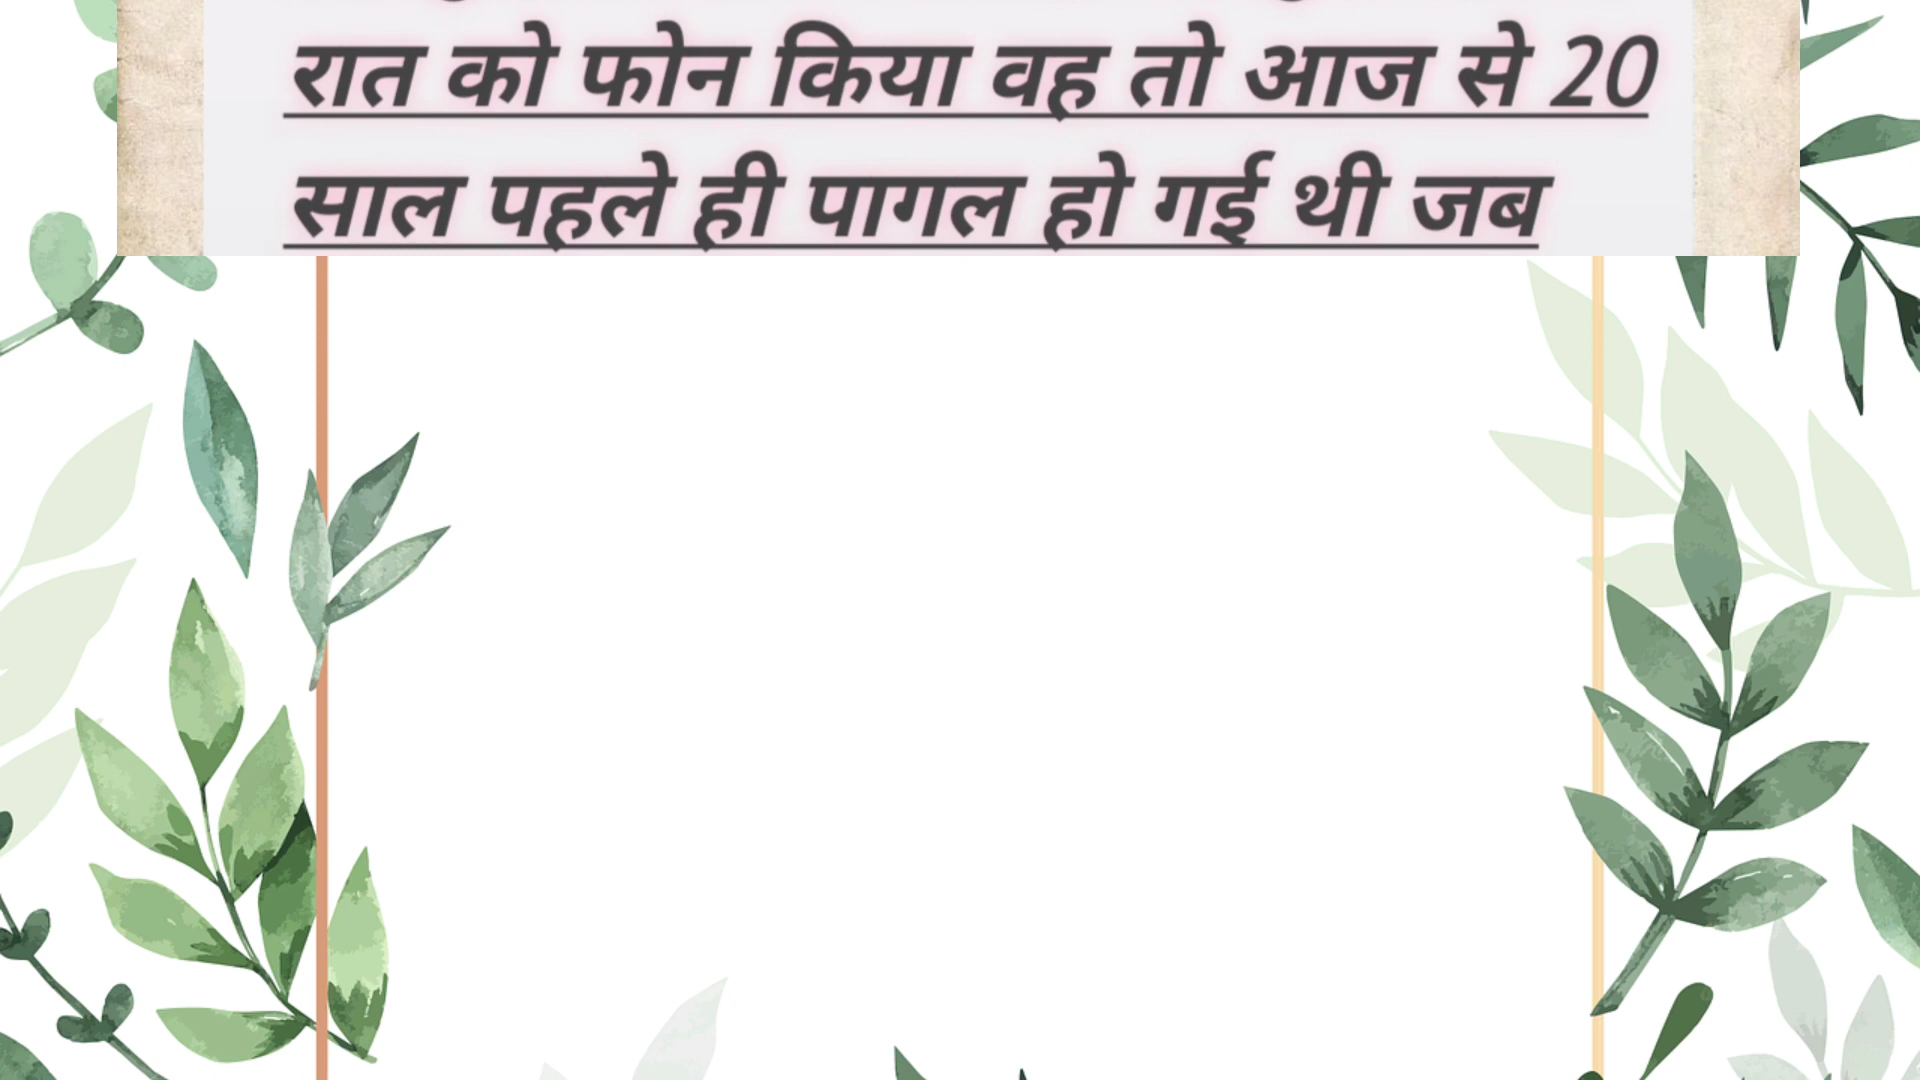 रात को फोन किया वह तो आज से 20
साल पहले ही पागल हो गई थी जब